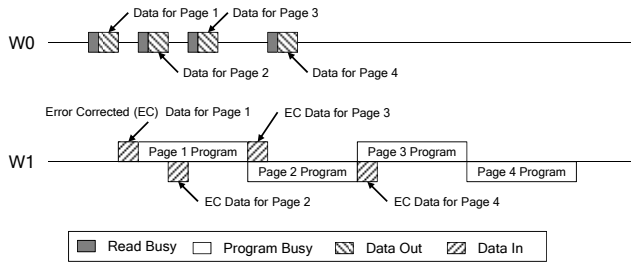 Data for Page 1
Data for Page 3
W0
Data for Page 2
Data for Page 4
Error Corrected (EC) Data for Page 1
EC Data for Page 3
Page 1 Program
Page 3 Program
W1
Page 2 Program
Page 4 Program
EC Data for Page 2
EC Data for Page 4
Read Busy
Program Busy
Data Out
Data In